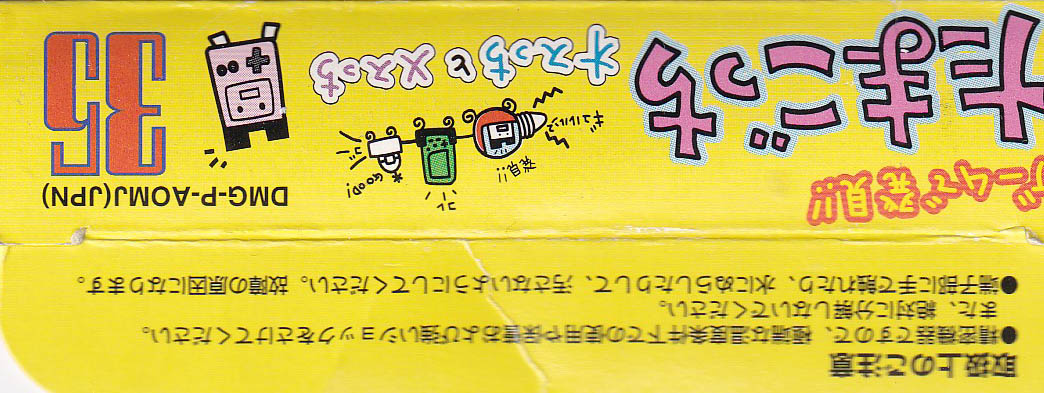 取扱上のご注意
●精密機器ですので、極端な温度条件下での使用や保管および強いショックをさけてください。
また、絶対に分解しないでください。
●端子部に手で触れたり、水にぬらしたりして、汚さないようにしてください。故障の原因になります。
ゲームで発見!!
たまごっち
オスっちとメスっち
発見!!
コレ
GOOD!
DMG-P-AOMJ(JPN)